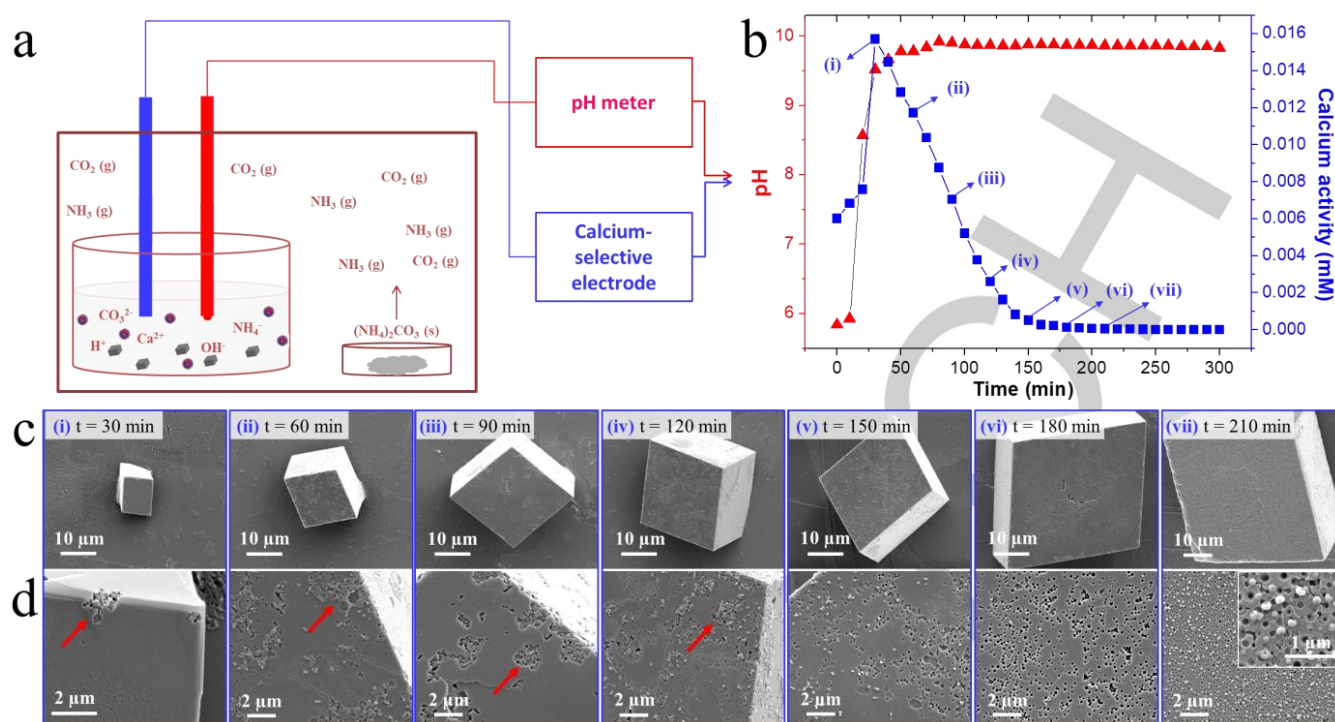 a
CO2 (g)
CO2 (g)
NH3 (g)
CO2 (g)
NH3 (g)
NH3 (g)
NH3 (g)
CO2 (g)
(NH4)2CO3 (s)
CO3²⁻
Ca²⁺
NH4⁻
H⁺
OH⁻
pH meter
Calcium-
selective
electrode
b
pH
10
9
8
7
6
0.016
0.014
0.012
0.010
0.008
0.006
0.004
0.002
0.000
Calcium activity (mM)
(i)
(ii)
(iii)
(iv)
(v)
(vi)
(vii)
0 50 100 150 200 250 300
Time (min)
c
(i) t = 30 min
10 µm
(ii) t = 60 min
10 µm
(iii) t = 90 min
10 µm
(iv) t = 120 min
10 µm
(v) t = 150 min
10 µm
(vi) t = 180 min
10 µm
(vii) t = 210 min
10 µm
d
2 µm
2 µm
2 µm
2 µm
2 µm
2 µm
2 µm
1 µm